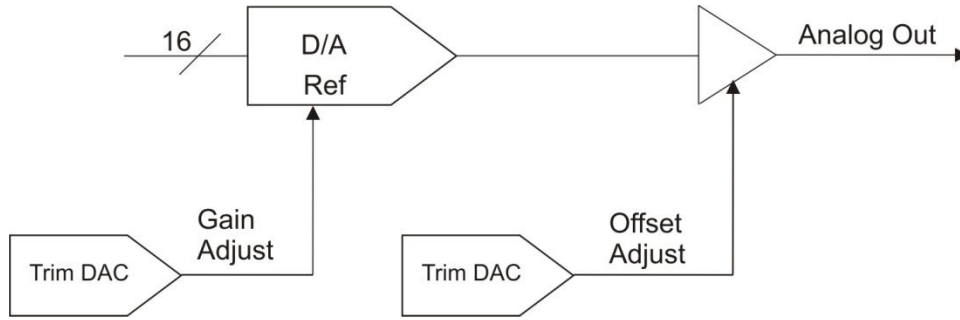 16
D/A
Ref
Analog Out
Gain
Adjust
Offset
Adjust
Trim DAC
Trim DAC